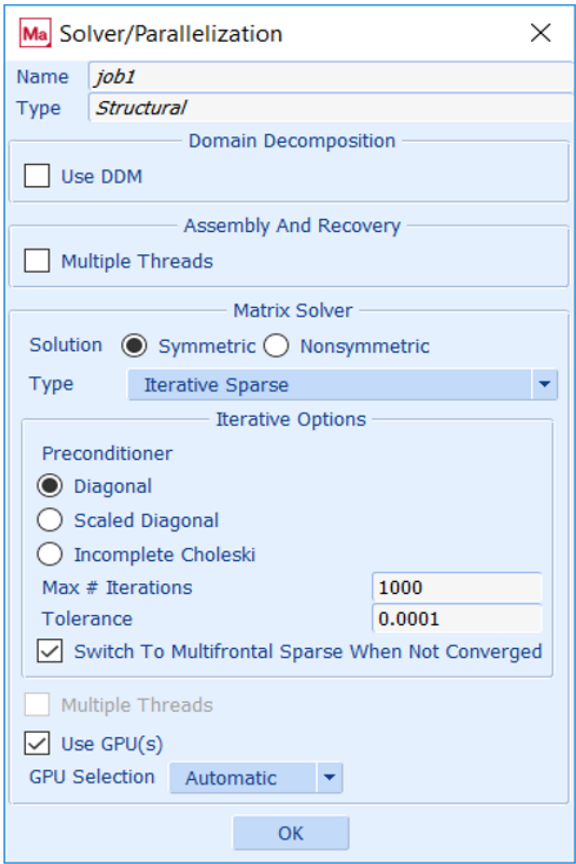 Ma Solver/Parallelization
Name job1
Type Structural
Domain Decomposition
Use DDM
Assembly And Recovery
Multiple Threads
Matrix Solver
Solution Symmetric Nonsymmetric
Type Iterative Sparse
Iterative Options
Preconditioner
Diagonal
Scaled Diagonal
Incomplete Choleski
Max # Iterations 1000
Tolerance 0.0001
Switch To Multifrontal Sparse When Not Converged
Multiple Threads
Use GPU(s)
GPU Selection Automatic
OK